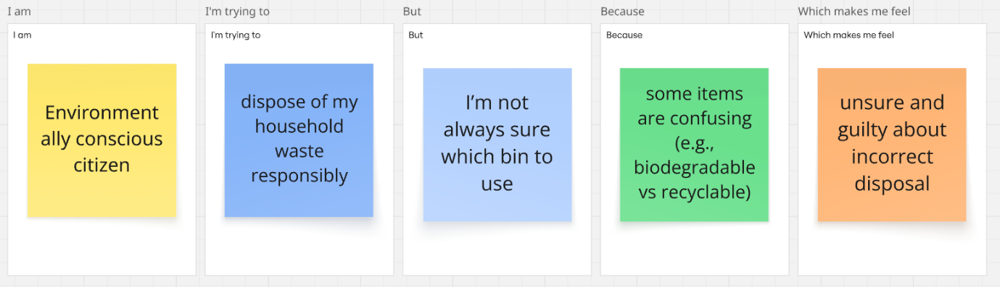 I am
I'm trying to
But
Because
Which makes me feel
I am
I'm trying to
But
Because
Which makes me feel
Environment
ally conscious
citizen
dispose of my
household
waste
responsibly
I’m not
always sure
which bin to
use
some items
are confusing
(e.g.,
biodegradable
vs recyclable)
unsure and
guilty about
incorrect
disposal